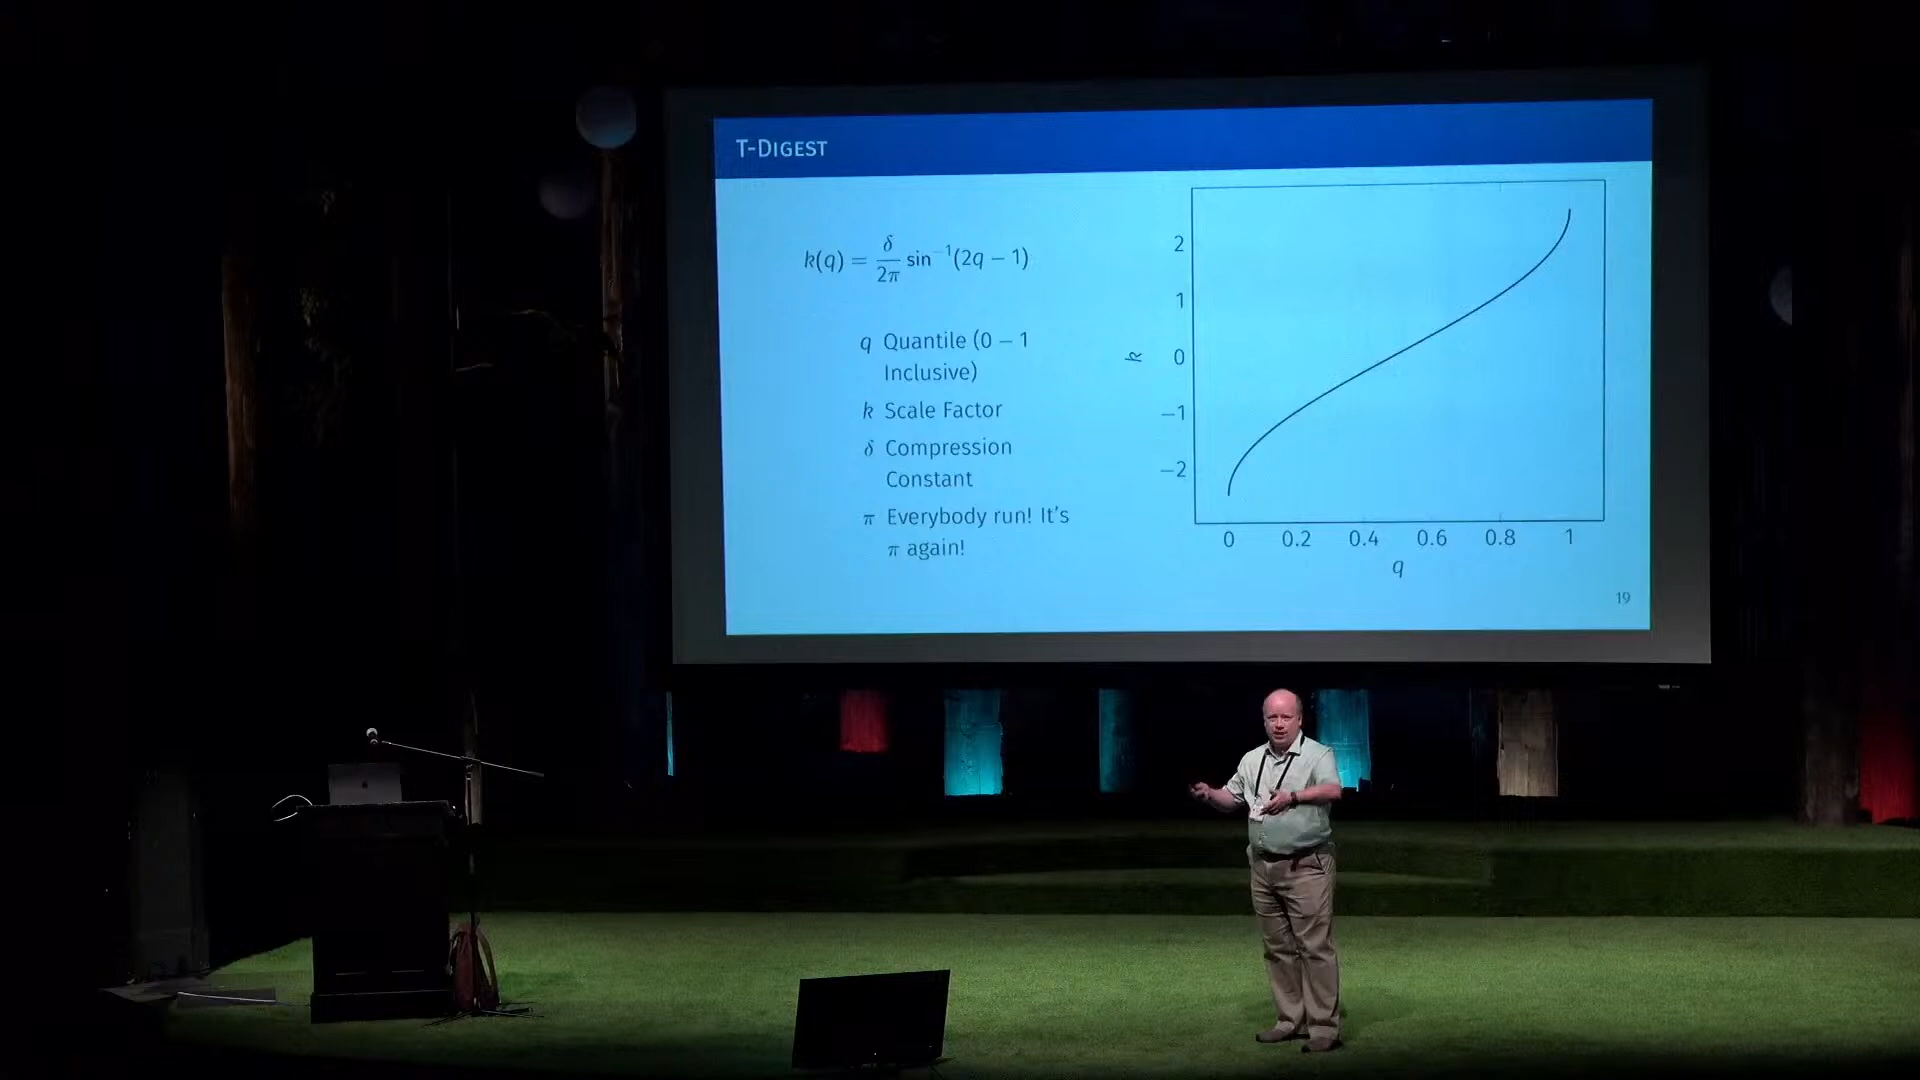 T-DIGEST
k(q) = δ/2π sin⁻¹(2q − 1)
q Quantile (0 − 1
Inclusive)
k Scale Factor
δ Compression
Constant
π Everybody run! It's
π again!
2
1
0
−1
−2
k
0 0.2 0.4 0.6 0.8 1
q
19